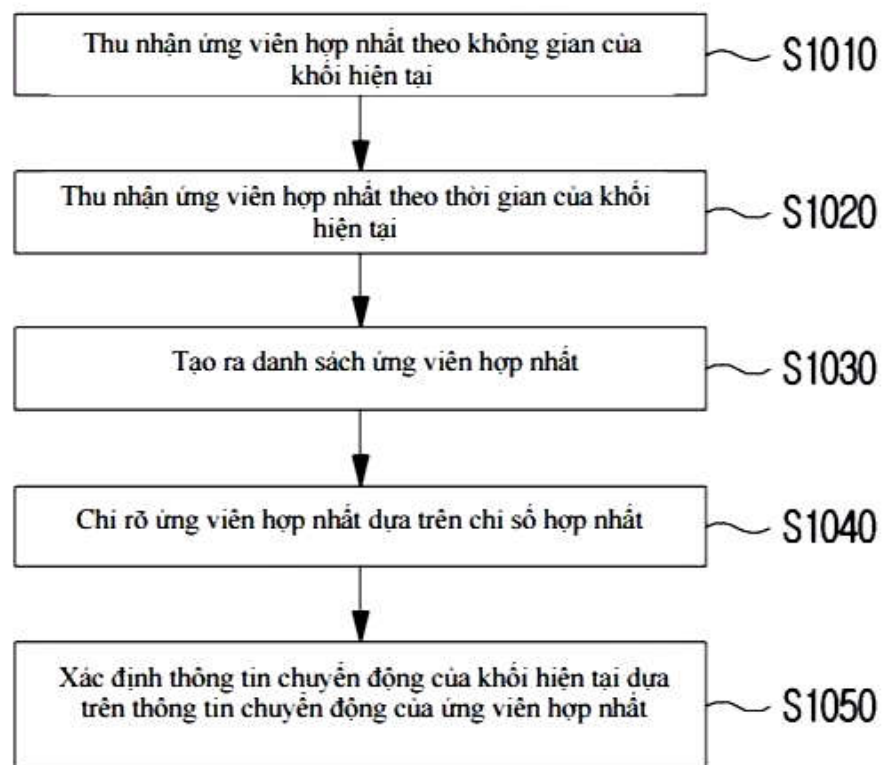 Thu nhận ứng viên hợp nhất theo không gian của
khối hiện tại
S1010
Thu nhận ứng viên hợp nhất theo thời gian của khối
hiện tại
S1020
Tạo ra danh sách ứng viên hợp nhất
S1030
Chỉ rõ ứng viên hợp nhất dựa trên chỉ số hợp nhất
S1040
Xác định thông tin chuyển động của khối hiện tại dựa
trên thông tin chuyển động của ứng viên hợp nhất
S1050